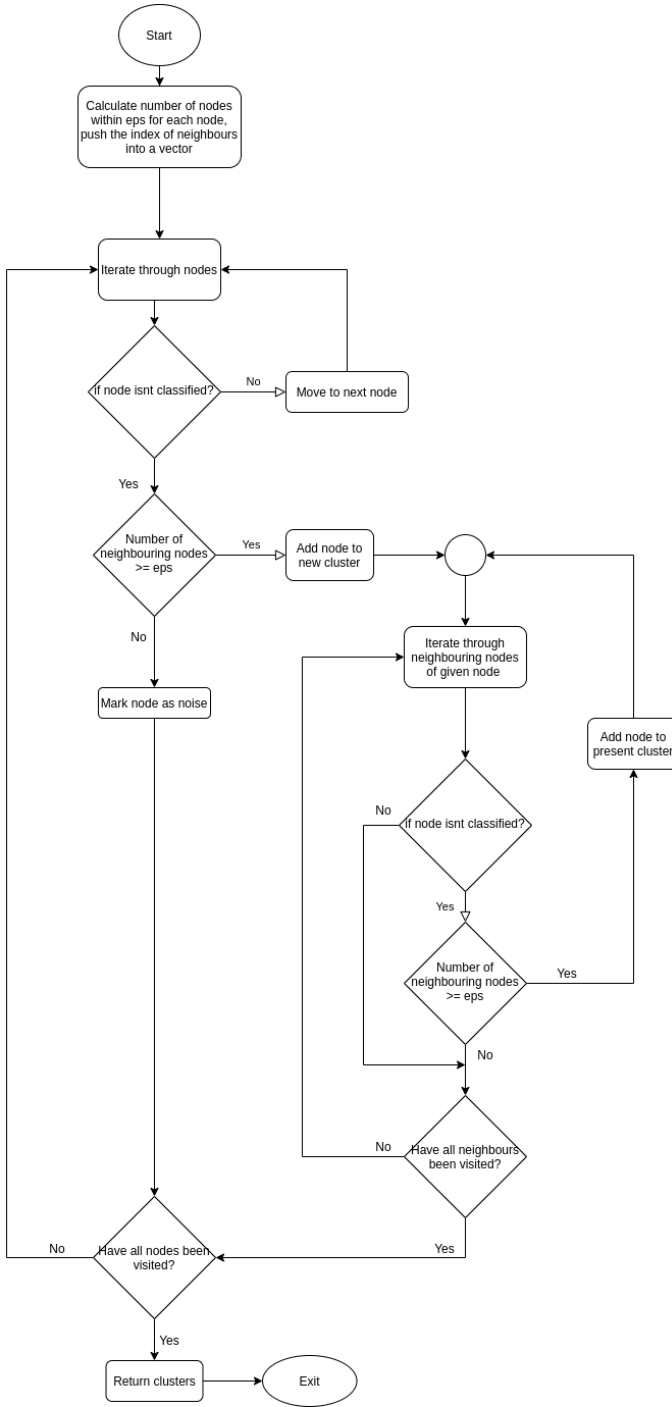 Start
Calculate number of nodes
within eps for each node,
push the index of neighbours
into a vector
Iterate through nodes
if node isnt classified?
No
Move to next node
Yes
Number of
neighbouring nodes
>= eps
Yes
Add node to
new cluster
No
Mark node as noise
Iterate through
neighbouring nodes
of given node
Add node to
present cluster
if node isnt classified?
No
Yes
Number of
neighbouring nodes
>= eps
Yes
No
Have all neighbours
been visited?
No
Yes
Have all nodes been
visited?
No
Yes
Return clusters
Exit